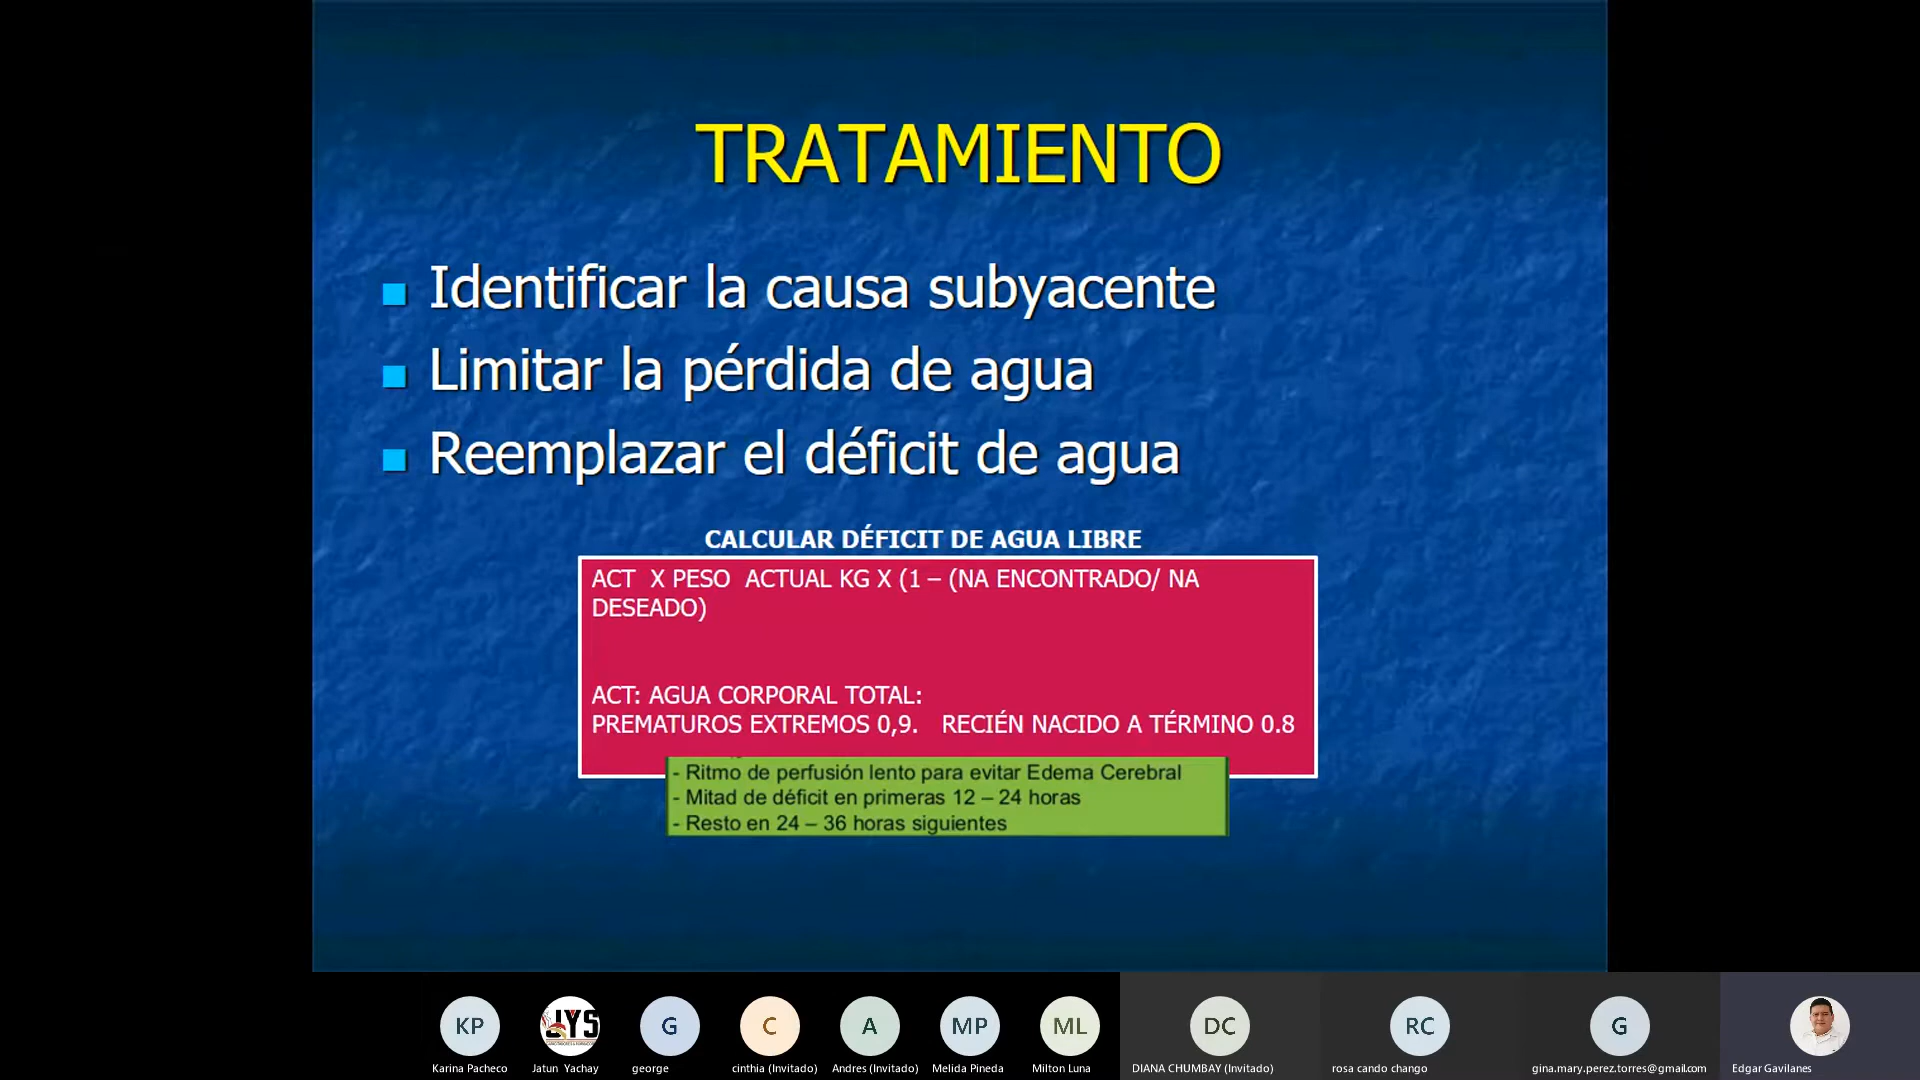 TRATAMIENTO
Identificar la causa subyacente
Limitar la pérdida de agua
Reemplazar el déficit de agua
CALCULAR DÉFICIT DE AGUA LIBRE
ACT X PESO ACTUAL KG X (1 – (NA ENCONTRADO/ NA
DESEADO)
ACT: AGUA CORPORAL TOTAL:
PREMATUROS EXTREMOS 0,9. RECIÉN NACIDO A TÉRMINO 0.8
- Ritmo de perfusión lento para evitar Edema Cerebral
- Mitad de déficit en primeras 12 – 24 horas
- Resto en 24 – 36 horas siguientes
KP
JYS
G
C
A
MP
ML
DC
RC
G
Karina Pacheco
Jatun Yachay
george
cinthia (Invitado)
Andres (Invitado)
Melida Pineda
Milton Luna
DIANA CHUMBAY (Invitado)
rosa cando chango
gina.mary.perez.torres@gmail.com
Edgar Gavilanes